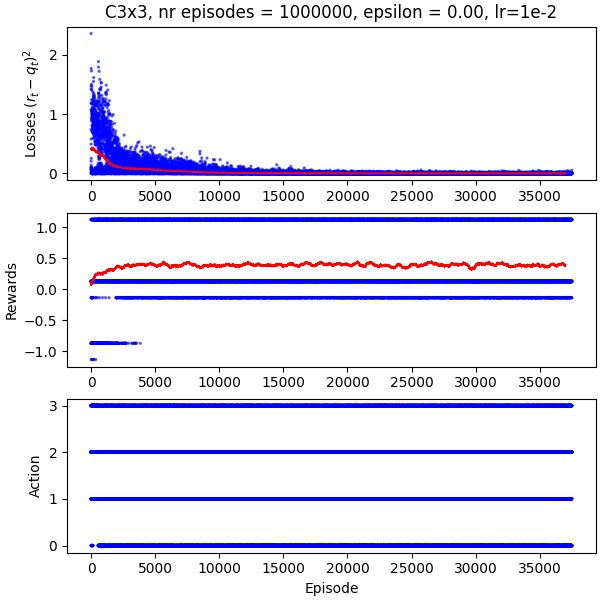 C3x3, nr episodes = 1000000, epsilon = 0.00, lr=1e-2
Losses $(r_t - q_t)^2$
2
1
0
0 5000 10000 15000 20000 25000 30000 35000
Rewards
1.0
0.5
0.0
−0.5
−1.0
0 5000 10000 15000 20000 25000 30000 35000
Action
3
2
1
0
0 5000 10000 15000 20000 25000 30000 35000
Episode